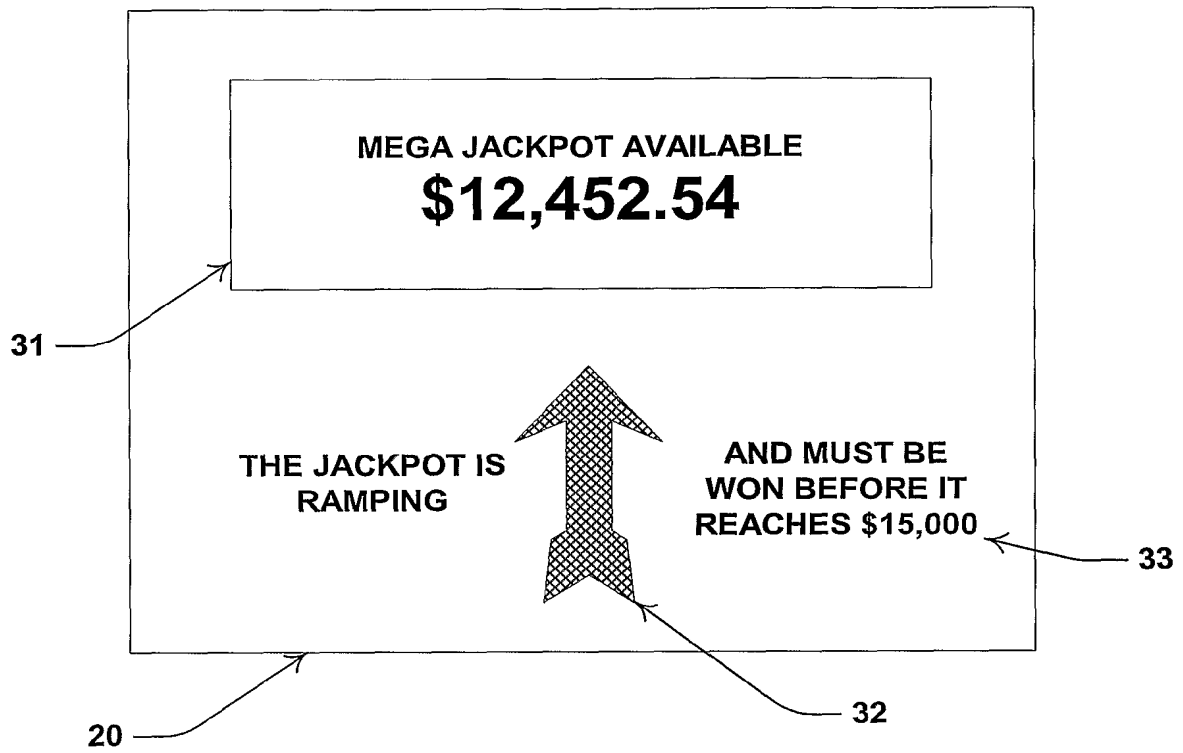 MEGA JACKPOT AVAILABLE
$12,452.54
31
THE JACKPOT IS
RAMPING
AND MUST BE
WON BEFORE IT
REACHES $15,000
33
32
20